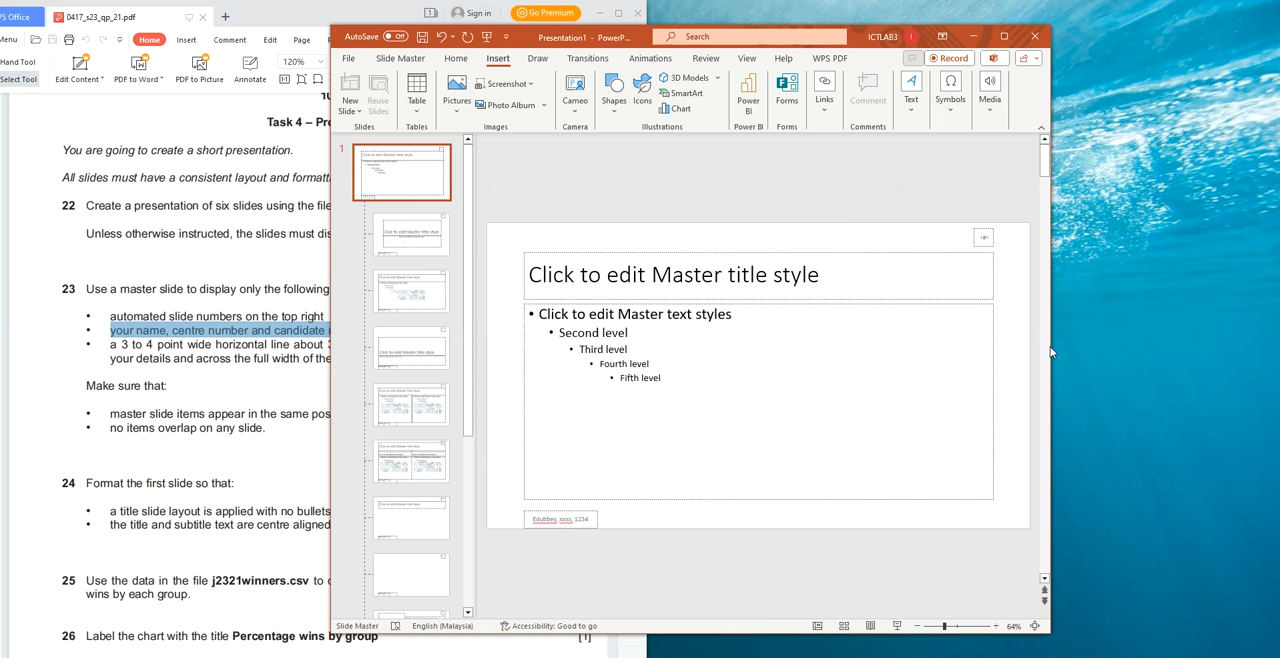 PS Office
0417_s23_qp_21.pdf
Sign in
Go Premium
Menu
Home
Insert
Comment
Edit
Page
Hand Tool
Select Tool
Edit Content
PDF to Word
PDF to Picture
Annotate
120%
10
Task 4 – Pre
You are going to create a short presentation.
All slides must have a consistent layout and formatti
22 Create a presentation of six slides using the file
Unless otherwise instructed, the slides must dis
23 Use a master slide to display only the following
• automated slide numbers on the top right
• your name, centre number and candidate
• a 3 to 4 point wide horizontal line about 3
your details and across the full width of the
Make sure that:
• master slide items appear in the same pos
• no items overlap on any slide.
24 Format the first slide so that:
• a title slide layout is applied with no bullets
• the title and subtitle text are centre aligned
25 Use the data in the file j2321winners.csv to c
wins by each group.
26 Label the chart with the title Percentage wins by group
[1]
AutoSave Off
Presentation1 - PowerP...
Search
ICTLAB3
I
File
Slide Master
Home
Insert
Draw
Transitions
Animations
Review
View
Help
WPS PDF
Record
New Slide
Reuse Slides
Slides
Table
Tables
Pictures
Screenshot
Photo Album
Images
Cameo
Camera
Shapes
Icons
3D Models
SmartArt
Chart
Illustrations
Power BI
Power BI
Forms
Forms
Links
Comment
Comments
Text
Symbols
Media
1
Click to edit Master title style
• Click to edit Master text styles
• Second level
• Third level
• Fourth level
• Fifth level
Edubbey, xxxx, 1234
Slide Master
English (Malaysia)
Accessibility: Good to go
64%